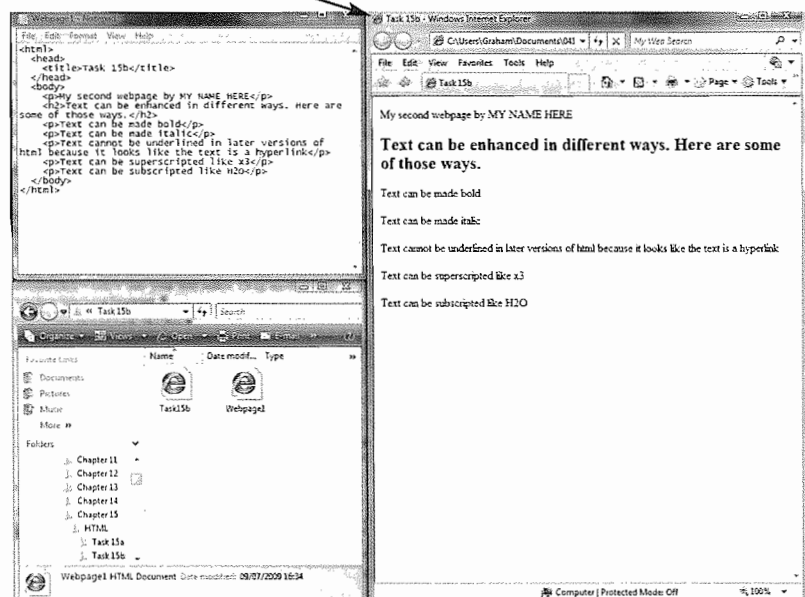 File Edit Format View Help
<html>
<head>
<title>Task 15b</title>
</head>
<body>
<p>My second webpage by MY NAME HERE</p>
<h2>Text can be enhanced in different ways. Here are
some of those ways.</h2>
<p>Text can be made bold</p>
<p>Text can be made italic</p>
<p>Text cannot be underlined in later versions of
html because it looks like the text is a hyperlink</p>
<p>Text can be superscripted like x3</p>
<p>Text can be subscripted like H2O</p>
</body>
</html>
Task 15b
Search
Organize Views Open Print E-mail
Favorite Links
Name Date modif... Type
Documents
Pictures
Music
More »
Task15b Webpage1
Folders
Chapter 11
Chapter 12
Chapter 13
Chapter 14
Chapter 15
HTML
Task 15a
Task 15b
Webpage1 HTML Document Date modified: 09/07/2009 16:34
Task 15b - Windows Internet Explorer
C:\Users\Graham\Documents\041 My Web Search
File Edit View Favorites Tools Help
Task 15b Page Tools
My second webpage by MY NAME HERE
Text can be enhanced in different ways. Here are some
of those ways.
Text can be made bold
Text can be made italic
Text cannot be underlined in later versions of html because it looks like the text is a hyperlink
Text can be superscripted like x3
Text can be subscripted like H2O
Computer | Protected Mode: Off 100%